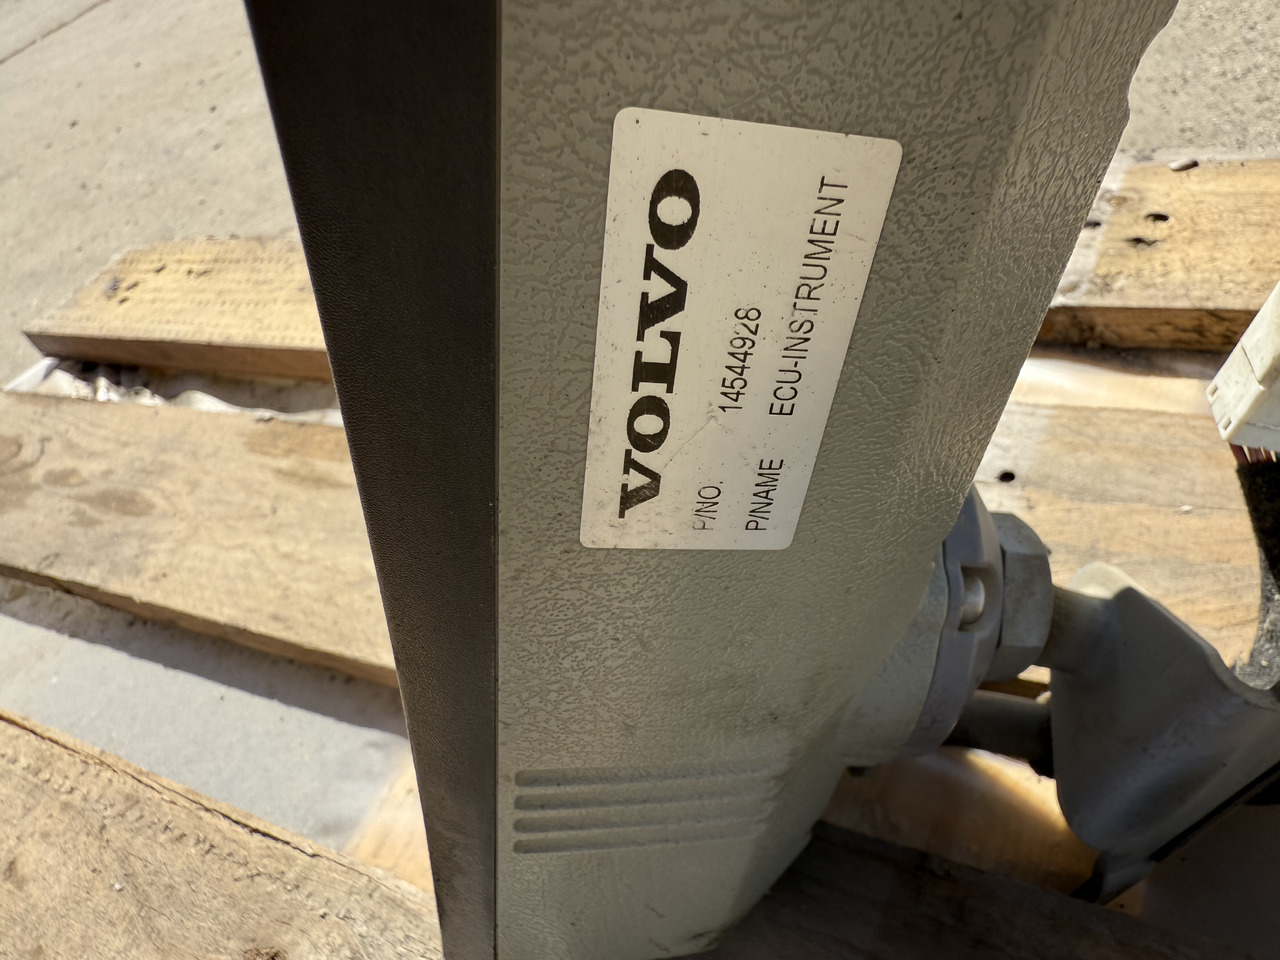 VOLVO
P/NO. 14544928
P/NAME ECU-INSTRUMENT